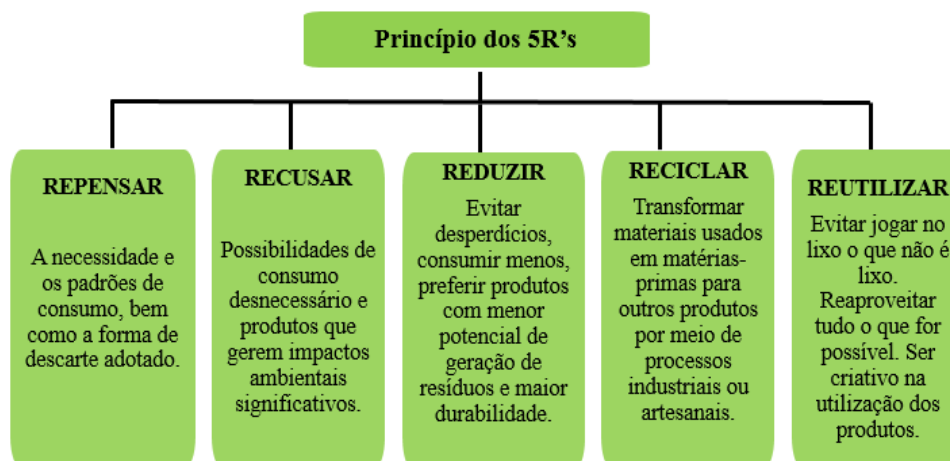 Princípio dos 5R’s
REPENSAR
A necessidade e
os padrões de
consumo, bem
como a forma de
descarte adotado.
RECUSAR
Possibilidades de
consumo
desnecessário e
produtos que
gerem impactos
ambientais
significativos.
REDUZIR
Evitar
desperdícios,
consumir menos,
preferir produtos
com menor
potencial de
geração de
resíduos e maior
durabilidade.
RECICLAR
Transformar
materiais usados
em matérias-
primas para
outros produtos
por meio de
processos
industriais ou
artesanais.
REUTILIZAR
Evitar jogar no
lixo o que não é
lixo.
Reaproveitar
tudo o que for
possível. Ser
criativo na
utilização dos
produtos.